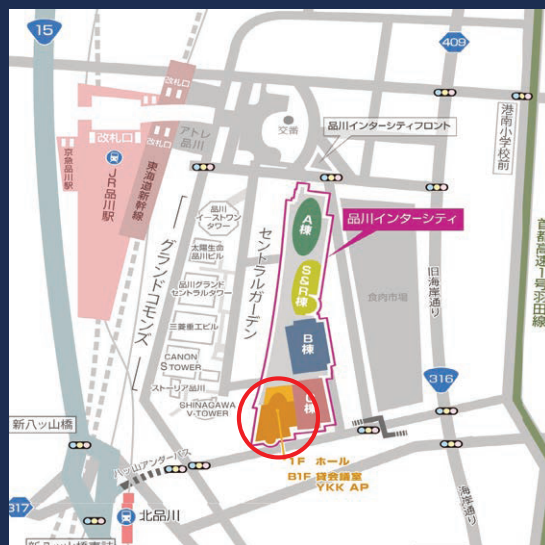 15
409
改札口
改札口
改札口
アトレ
品川
交番
品川インターシティフロント
港南小学校前
京急品川駅
JR品川駅
東海道新幹線
グランドコモンズ
品川
イーストワン
タワー
太陽生命
品川ビル
品川グランド
セントラルタワー
三菱重工ビル
CANON
S TOWER
ストーリア品川
SHINAGAWA
V-TOWER
セントラルガーデン
A棟
S&R棟
B棟
C棟
品川インターシティ
食肉市場
旧海岸通り
首都高速1号羽田線
316
1F ホール
B1F 貸会議室
YKK AP
新八ッ山橋
八ッ山アンダーパス
317
北品川
海岸通り